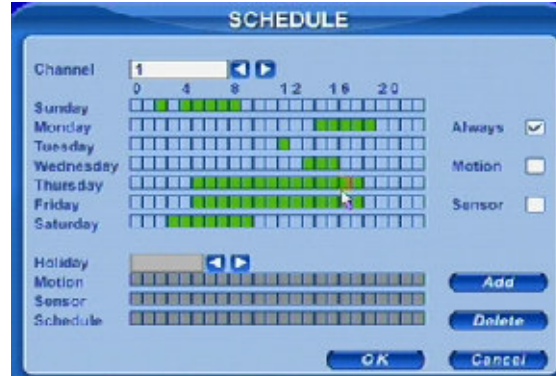 SCHEDULE
Channel 1
0 4 8 12 16 20
Sunday
Monday
Tuesday
Wednesday
Thursday
Friday
Saturday
Always
Motion
Sensor
Holiday
Motion
Sensor
Schedule
Add
Delete
OK Cancel